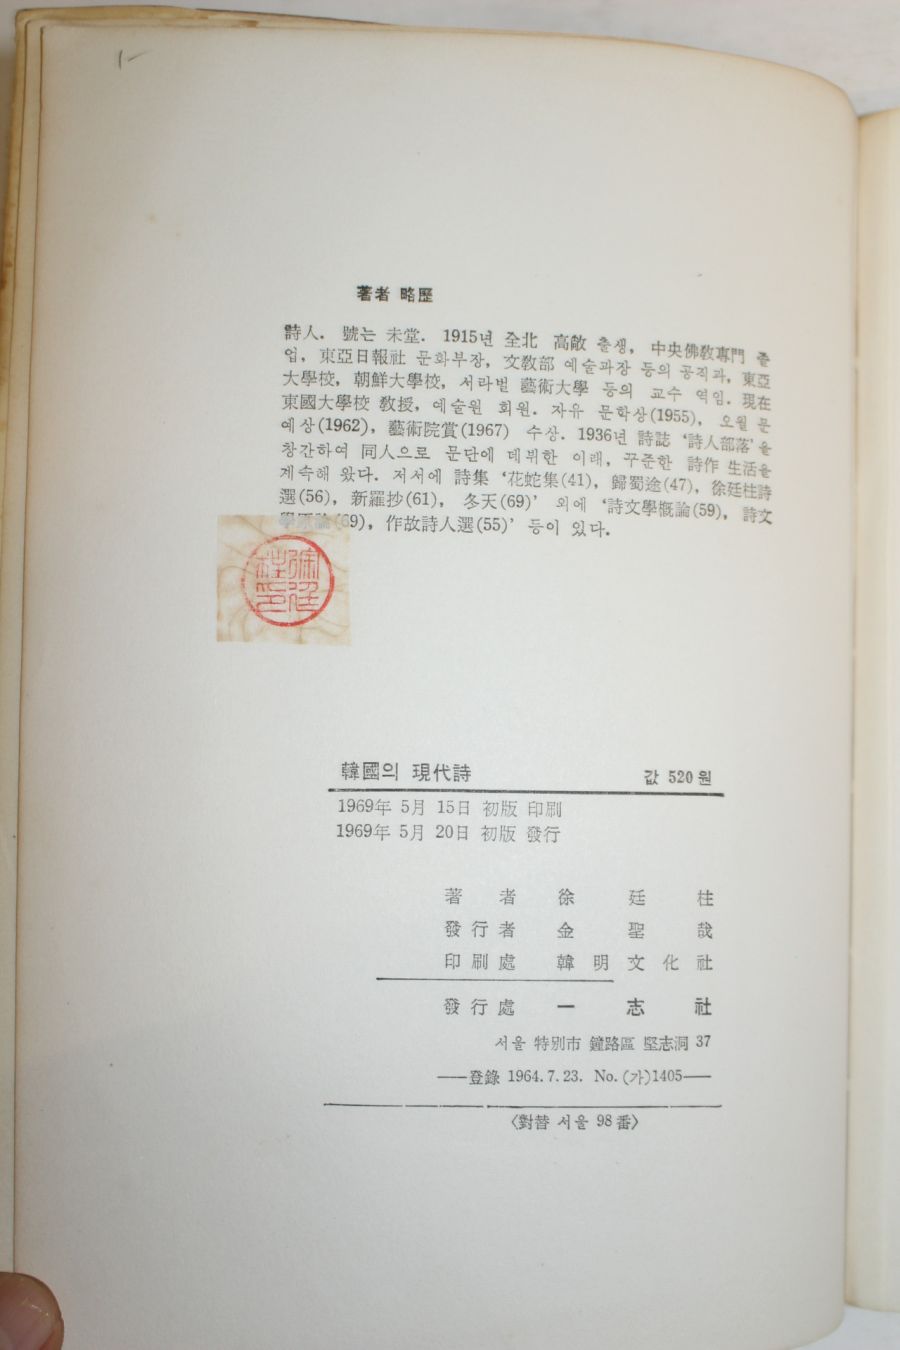 著者 略歷
詩人. 號는 未堂. 1915년 全北 高敞 출생, 中央佛敎專門 졸
업, 東亞日報社 문화부장, 文敎部 예술과장 등의 공직과, 東亞
大學校, 朝鮮大學校, 서라벌 藝術大學 등의 교수 역임. 現在
東國大學校 敎授, 예술원 회원. 자유 문학상(1955), 오월 문
예상(1962), 藝術院賞(1967) 수상. 1936년 詩誌 ‘詩人部落’을
창간하여 同人으로 문단에 데뷔한 이래, 꾸준한 詩作 生活을
계속해 왔다. 저서에 詩集 ‘花蛇集(41), 歸蜀途(47), 徐廷柱詩
選(56), 新羅抄(61), 冬天(69)’ 외에 ‘詩文學槪論(59), 詩文
學原論(69), 作故詩人選(55)’ 등이 있다.
徐廷柱印
韓國의 現代詩 값 520원
1969年 5月 15日 初版 印刷
1969年 5月 20日 初版 發行
著者 徐廷柱
發行者 金聖哉
印刷處 韓明文化社
發行處 一志社
서울 特別市 鐘路區 堅志洞 37
──登錄 1964.7.23. No. (가)1405──
〈對替 서울 98番〉